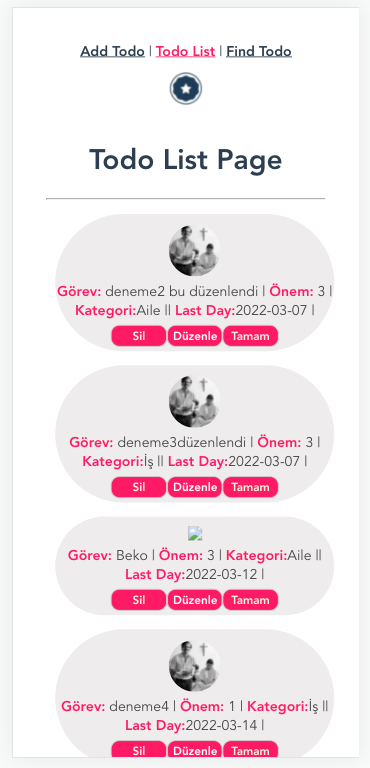 Add Todo | Todo List | Find Todo
Todo List Page
Görev: deneme2 bu düzenlendi | Önem: 3 |
Kategori:Aile || Last Day:2022-03-07 |
Sil Düzenle Tamam
Görev: deneme3düzenlendi | Önem: 3 |
Kategori:İş || Last Day:2022-03-07 |
Sil Düzenle Tamam
Görev: Beko | Önem: 3 | Kategori:Aile ||
Last Day:2022-03-12 |
Sil Düzenle Tamam
Görev: deneme4 | Önem: 1 | Kategori:İş ||
Last Day:2022-03-14 |
Sil Düzenle Tamam